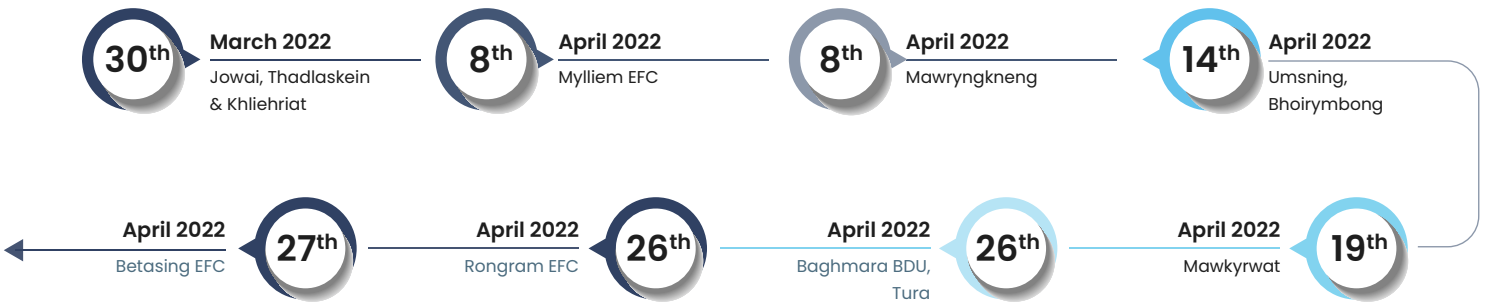 30th
March 2022
Jowai, Thadlaskein
& Khliehriat
8th
April 2022
Mylliem EFC
8th
April 2022
Mawryngkneng
14th
April 2022
Umsning,
Bhoirymbong
19th
April 2022
Mawkyrwat
26th
April 2022
Baghmara BDU,
Tura
26th
April 2022
Rongram EFC
27th
April 2022
Betasing EFC